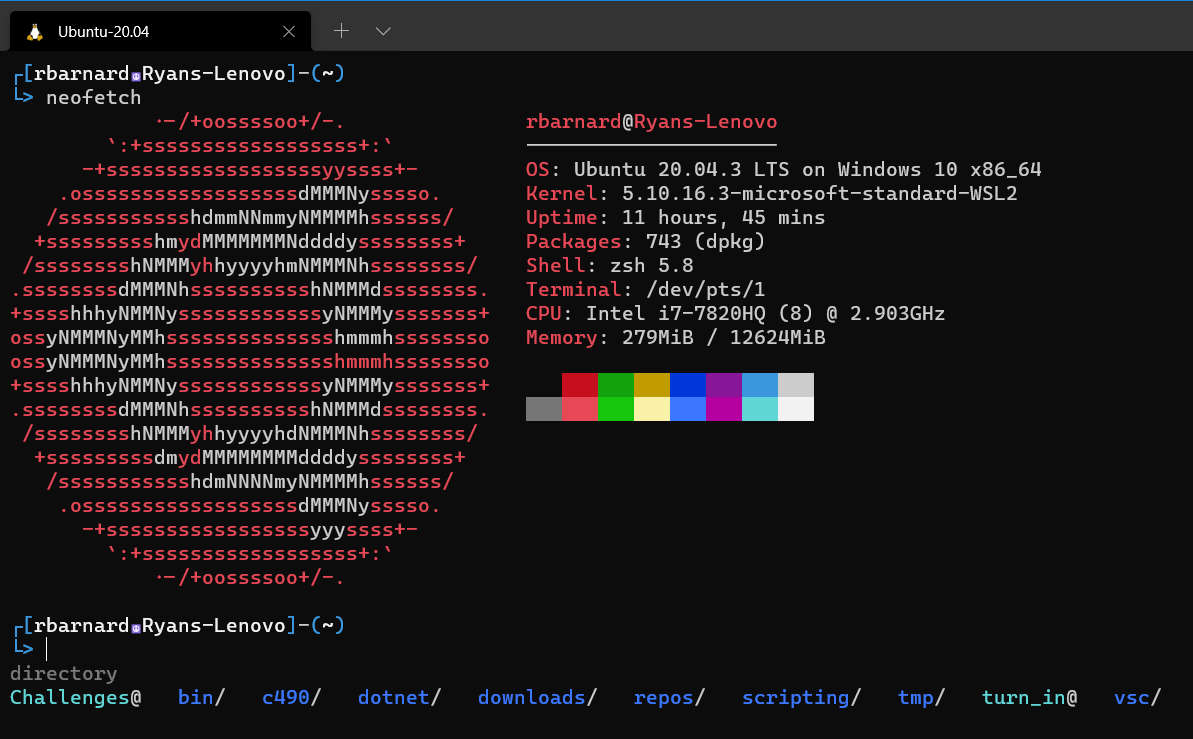 Ubuntu-20.04
┌[rbarnard☮Ryans-Lenovo]-(~)
└> neofetch
.-/+oossssoo+/-.
`:+ssssssssssssssssss+:`
-+ssssssssssssssssssyyssss+-
.ossssssssssssssssssdMMMNysssso.
/ssssssssssshdmmNNmmyNMMMMhssssss/
+ssssssssshmydMMMMMMMNddddyssssssss+
/sssssssshNMMMyhhyyyyhmNMMMNhssssssss/
.ssssssssdMMMNhsssssssssshNMMMdssssssss.
+sssshhhyNMMNyssssssssssssyNMMMysssssss+
ossyNMMMNyMMhsssssssssssssshmmmhssssssso
ossyNMMMNyMMhsssssssssssssshmmmhssssssso
+sssshhhyNMMNyssssssssssssyNMMMysssssss+
.ssssssssdMMMNhsssssssssshNMMMdssssssss.
/sssssssshNMMMyhhyyyyhdNMMMNhssssssss/
+sssssssssdmydMMMMMMMMddddyssssssss+
/ssssssssssshdmNNNNmyNMMMMhssssss/
.ossssssssssssssssssdMMMNysssso.
-+sssssssssssssssssyyyssss+-
`:+ssssssssssssssssss+:`
.-/+oossssoo+/-.
rbarnard@Ryans-Lenovo
---------------------
OS: Ubuntu 20.04.3 LTS on Windows 10 x86_64
Kernel: 5.10.16.3-microsoft-standard-WSL2
Uptime: 11 hours, 45 mins
Packages: 743 (dpkg)
Shell: zsh 5.8
Terminal: /dev/pts/1
CPU: Intel i7-7820HQ (8) @ 2.903GHz
Memory: 279MiB / 12624MiB
┌[rbarnard☮Ryans-Lenovo]-(~)
└>
directory
Challenges@ bin/ c490/ dotnet/ downloads/ repos/ scripting/ tmp/ turn_in@ vsc/